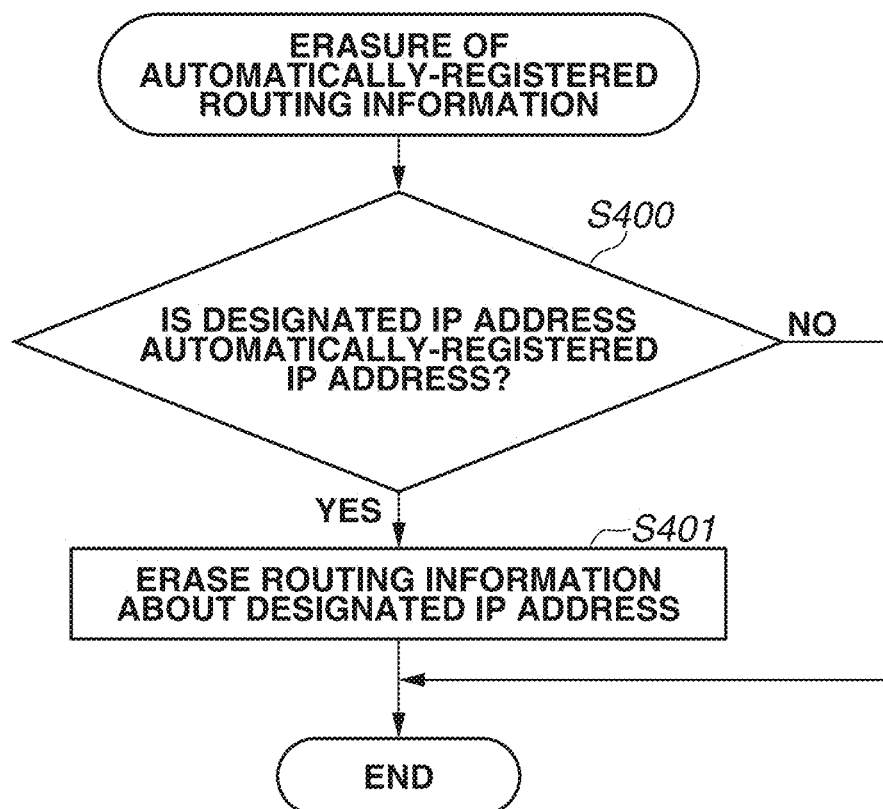 ERASURE OF
AUTOMATICALLY-REGISTERED
ROUTING INFORMATION
S400
IS DESIGNATED IP ADDRESS
AUTOMATICALLY-REGISTERED
IP ADDRESS?
NO
YES
S401
ERASE ROUTING INFORMATION
ABOUT DESIGNATED IP ADDRESS
END